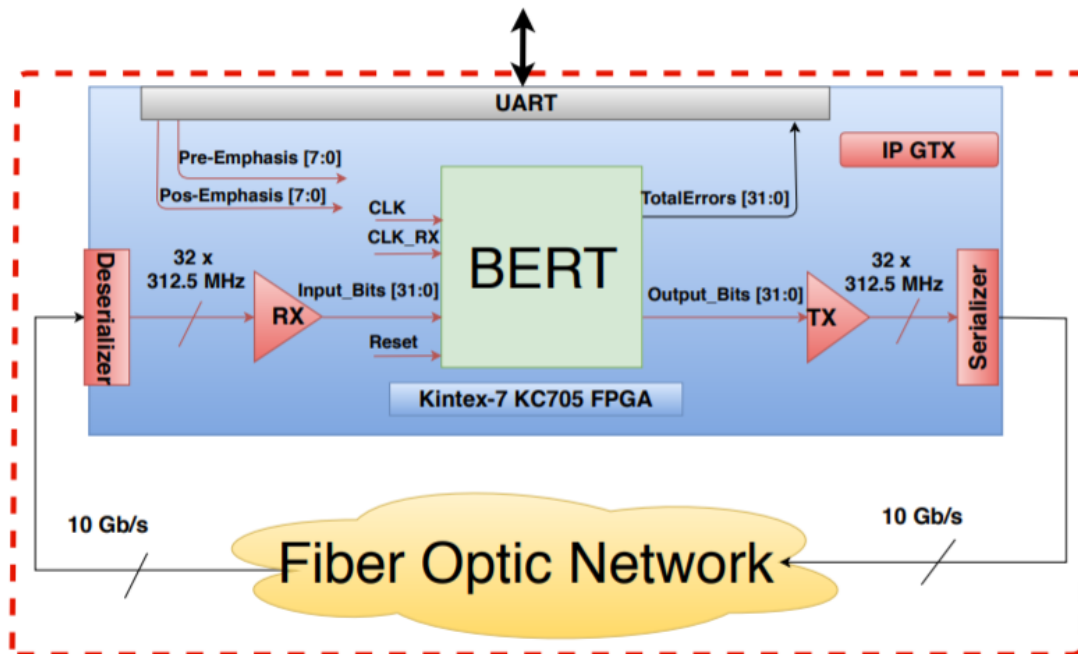 UART
Pre-Emphasis [7:0]
IP GTX
Pos-Emphasis [7:0]
TotalErrors [31:0]
CLK
CLK_RX
BERT
Deserializer
32 x
312.5 MHz
RX
Input_Bits [31:0]
Output_Bits [31:0]
TX
32 x
312.5 MHz
Serializer
Reset
Kintex-7 KC705 FPGA
10 Gb/s
10 Gb/s
Fiber Optic Network